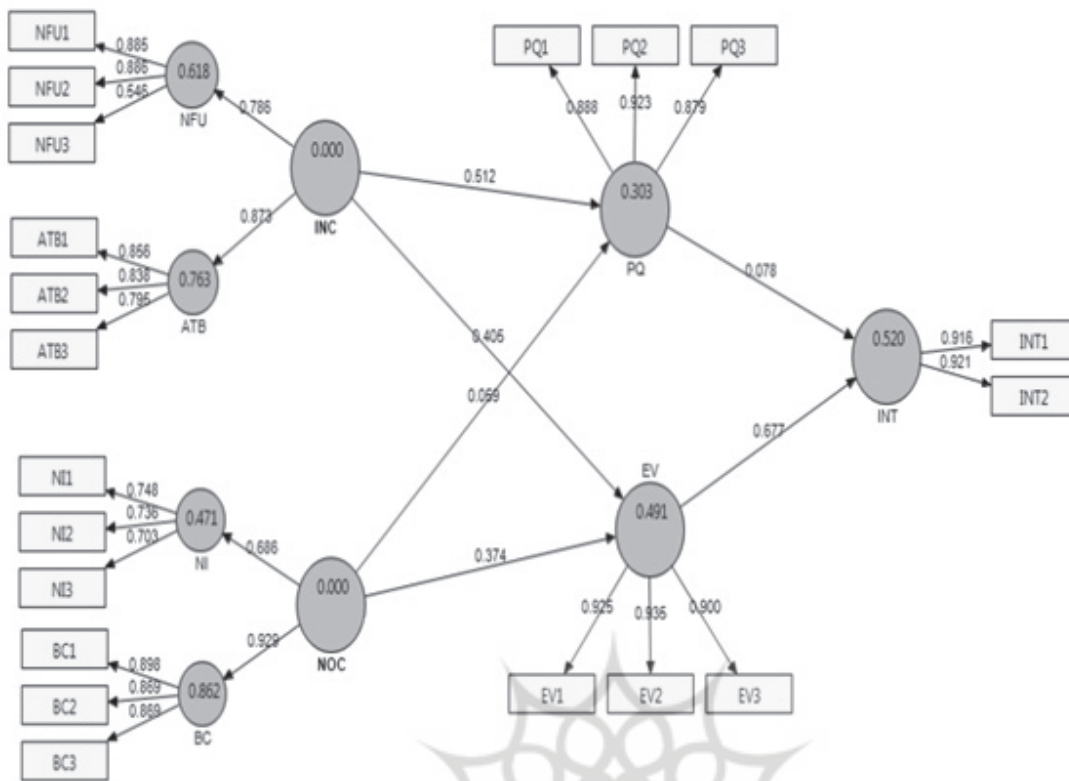 NFU1
0.885
NFU2
0.886
0.618
NFU3
0.546
NFU
0.786
0.000
INC
ATB1
0.856
ATB2
0.838
0.763
ATB3
0.795
ATB
0.873
PQ1
PQ2
PQ3
0.888
0.923
0.879
0.512
0.303
PQ
0.078
0.405
0.059
0.520
INT
0.916
INT1
0.921
INT2
0.677
EV
0.491
0.374
NI1
0.748
NI2
0.736
0.471
NI3
0.703
NI
0.686
0.000
NOC
BC1
0.898
BC2
0.869
0.862
BC3
0.869
BC
0.929
0.925
0.936
0.900
EV1
EV2
EV3